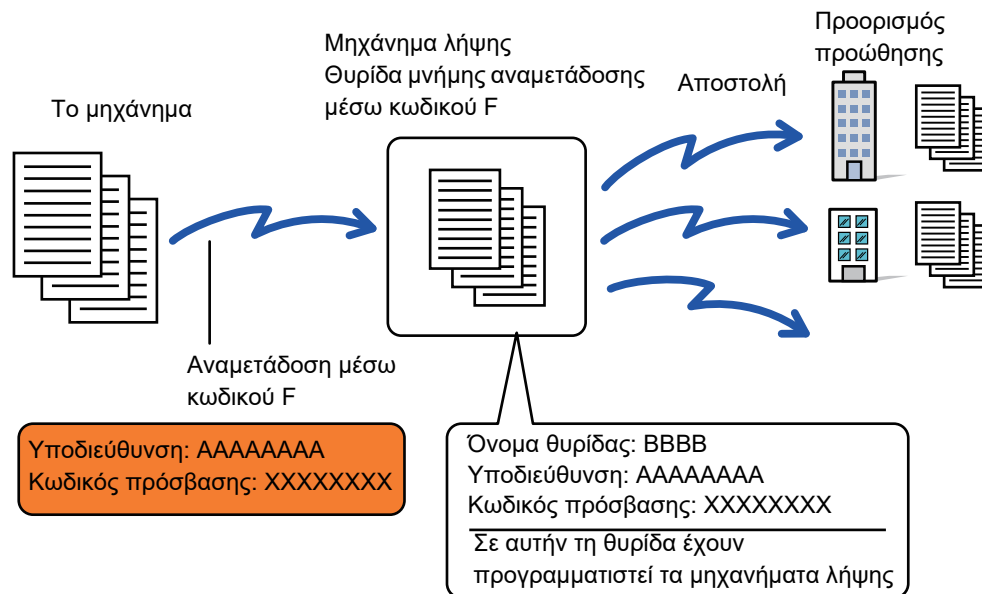 Προορισμός
προώθησης
Μηχάνημα λήψης
Θυρίδα μνήμης αναμετάδοσης
μέσω κωδικού F
Αποστολή
Το μηχάνημα
Αναμετάδοση μέσω
κωδικού F
Υποδιεύθυνση: AAAAAAAA
Κωδικός πρόσβασης: XXXXXXXX
Όνομα θυρίδας: BBBB
Υποδιεύθυνση: AAAAAAAA
Κωδικός πρόσβασης: XXXXXXXX
Σε αυτήν τη θυρίδα έχουν
προγραμματιστεί τα μηχανήματα λήψης